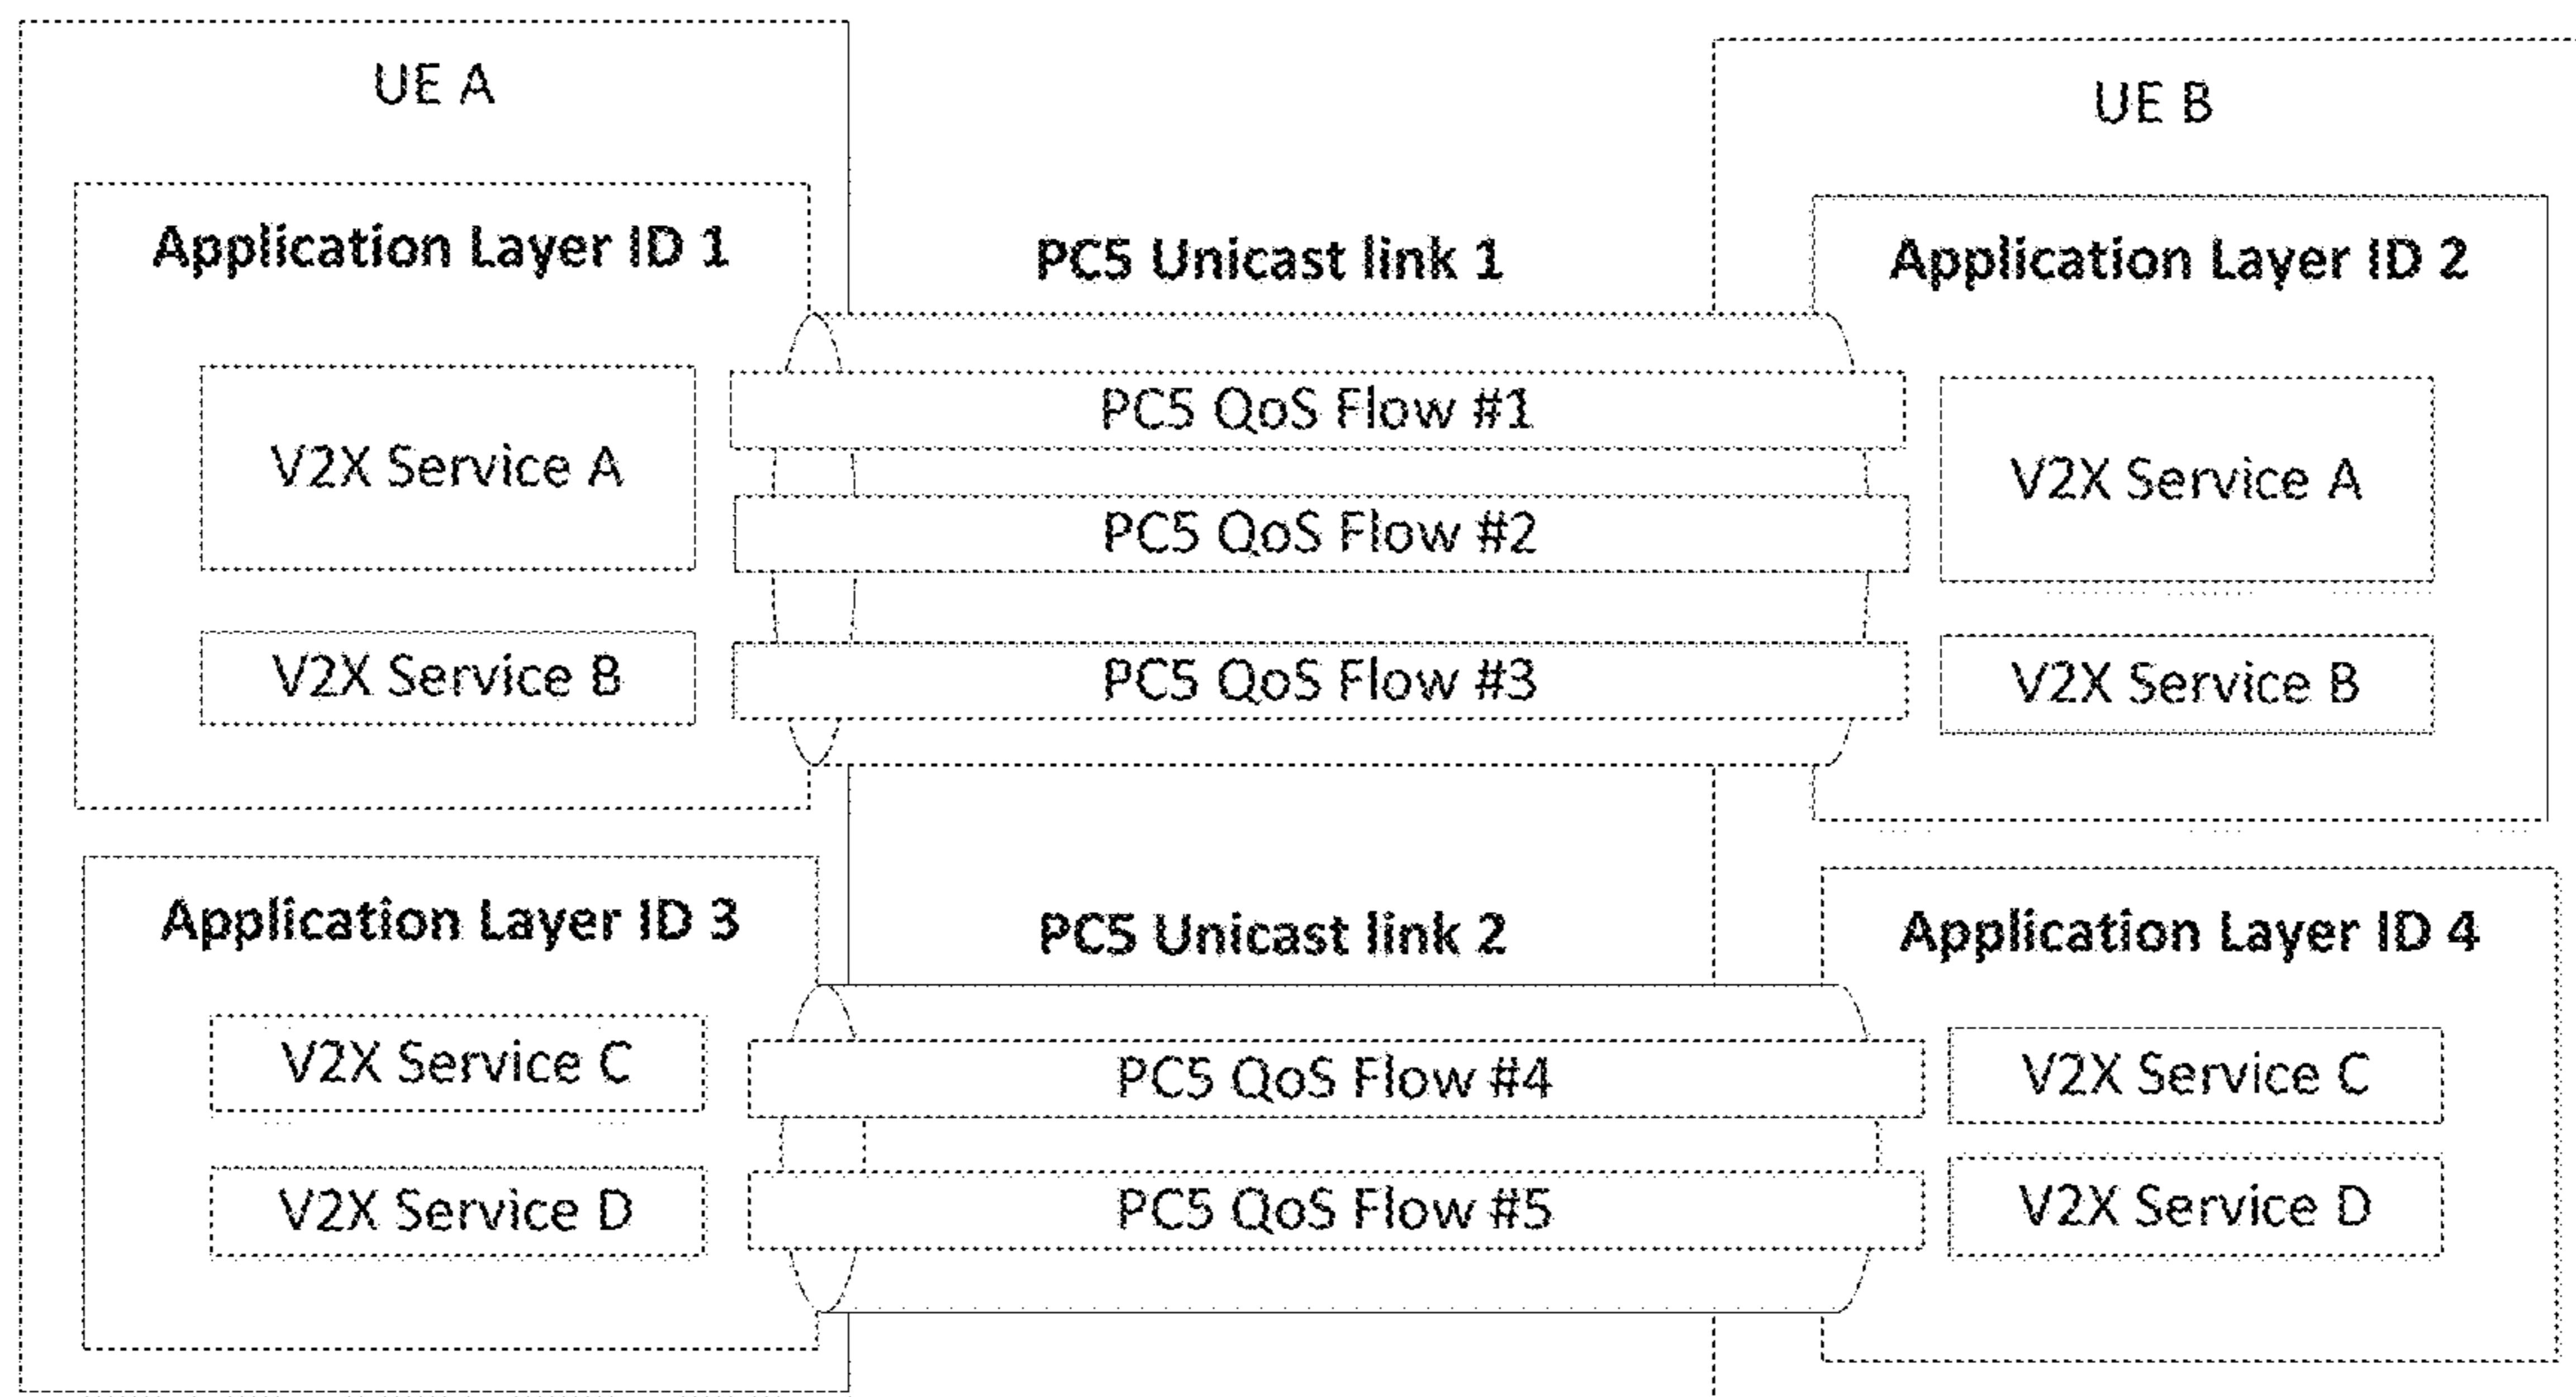 UE A
UE B
Application Layer ID 1
PC5 Unicast link 1
Application Layer ID 2
V2X Service A
PC5 QoS Flow #1
PC5 QoS Flow #2
V2X Service A
V2X Service B
PC5 QoS Flow #3
V2X Service B
Application Layer ID 3
PC5 Unicast link 2
Application Layer ID 4
V2X Service C
PC5 QoS Flow #4
V2X Service C
V2X Service D
PC5 QoS Flow #5
V2X Service D